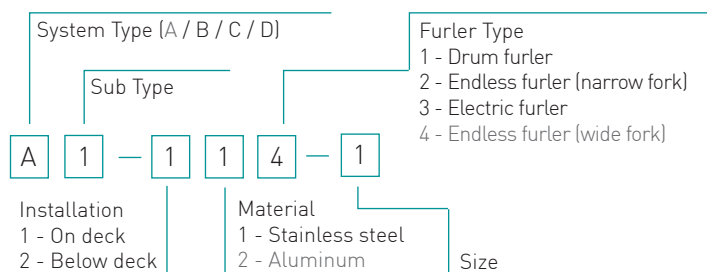 System Type (A / B / C / D)
Furler Type
1 - Drum furler
2 - Endless furler (narrow fork)
3 - Electric furler
4 - Endless furler (wide fork)
Sub Type
A 1 – 1 1 4 – 1
Installation
1 - On deck
2 - Below deck
Material
1 - Stainless steel
2 - Aluminum
Size